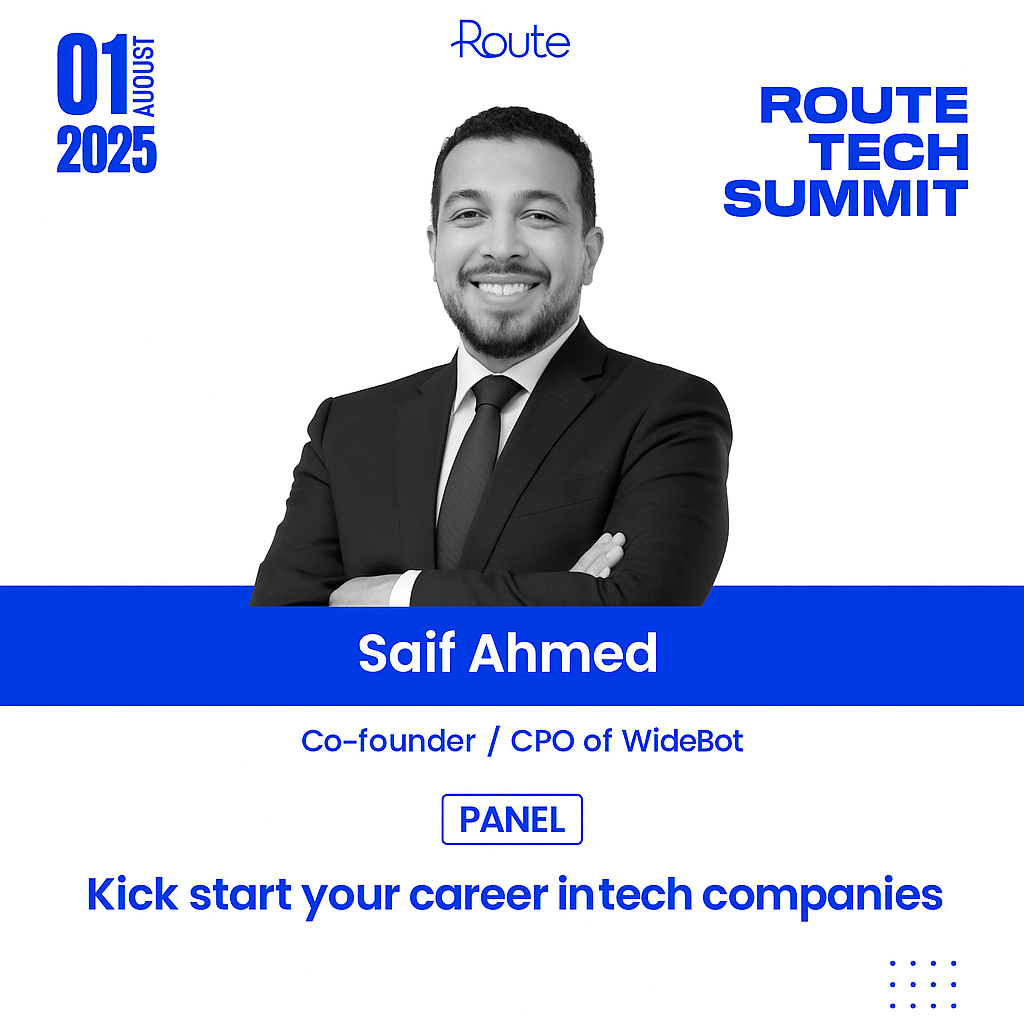 01
AUOUST
2025
Route
ROUTE
TECH
SUMMIT
Saif Ahmed
Co-founder / CPO of WideBot
PANEL
Kick start your career in tech companies